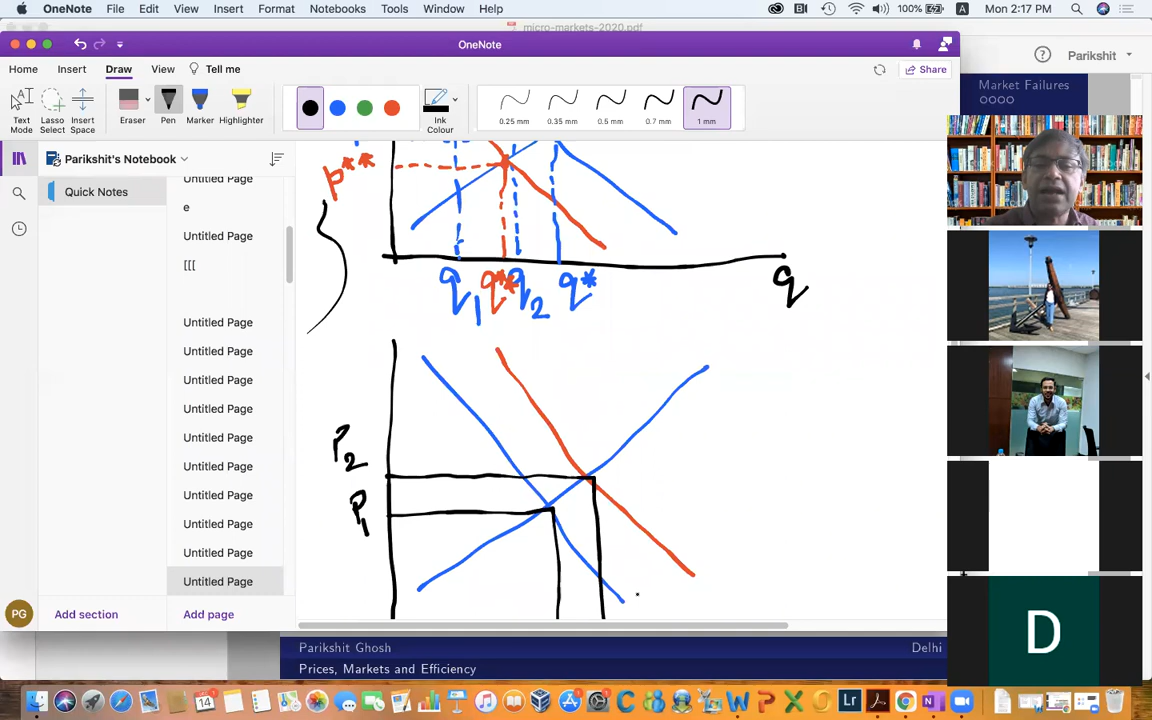 OneNote File Edit View Insert Format Notebooks Tools Window Help 100% A Mon 2:17 PM
micro-markets-2020.pdf
OneNote
Home Insert Draw View Tell me Share
Parikshit
Market Failures
Text Mode
Lasso Select
Insert Space
Eraser
Pen
Marker
Highlighter
Ink Colour
0.25 mm 0.35 mm 0.5 mm 0.7 mm 1 mm
Parikshit's Notebook
Quick Notes
Untitled Page
e
Untitled Page
[[[
Untitled Page
Untitled Page
Untitled Page
Untitled Page
Untitled Page
Untitled Page
Untitled Page
Untitled Page
Untitled Page
Untitled Page
p**
q1 q** q2 q* q
P2
P1
D
PG
Add section Add page
Parikshit Ghosh Delhi
Prices, Markets and Efficiency